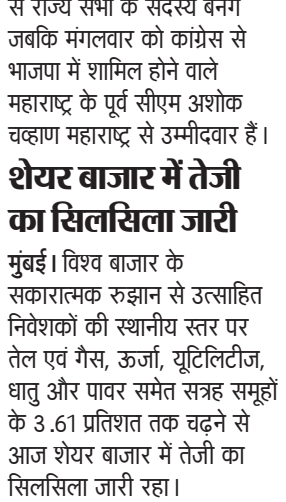 से राज्य सभा के सदस्य बनेंगे
जबकि मंगलवार को कांग्रेस से
भाजपा में शामिल होने वाले
महाराष्ट्र के पूर्व सीएम अशोक
चव्हाण महाराष्ट्र से उम्मीदवार हैं।
शेयर बाजार में तेजी
का सिलसिला जारी
मुंबई। विश्व बाजार के
सकारात्मक रुझान से उत्साहित
निवेशकों की स्थानीय स्तर पर
तेल एवं गैस, ऊर्जा, यूटिलिटीज,
धातु और पावर समेत सत्रह समूहों
के 3.61 प्रतिशत तक चढ़ने से
आज शेयर बाजार में तेजी का
सिलसिला जारी रहा।